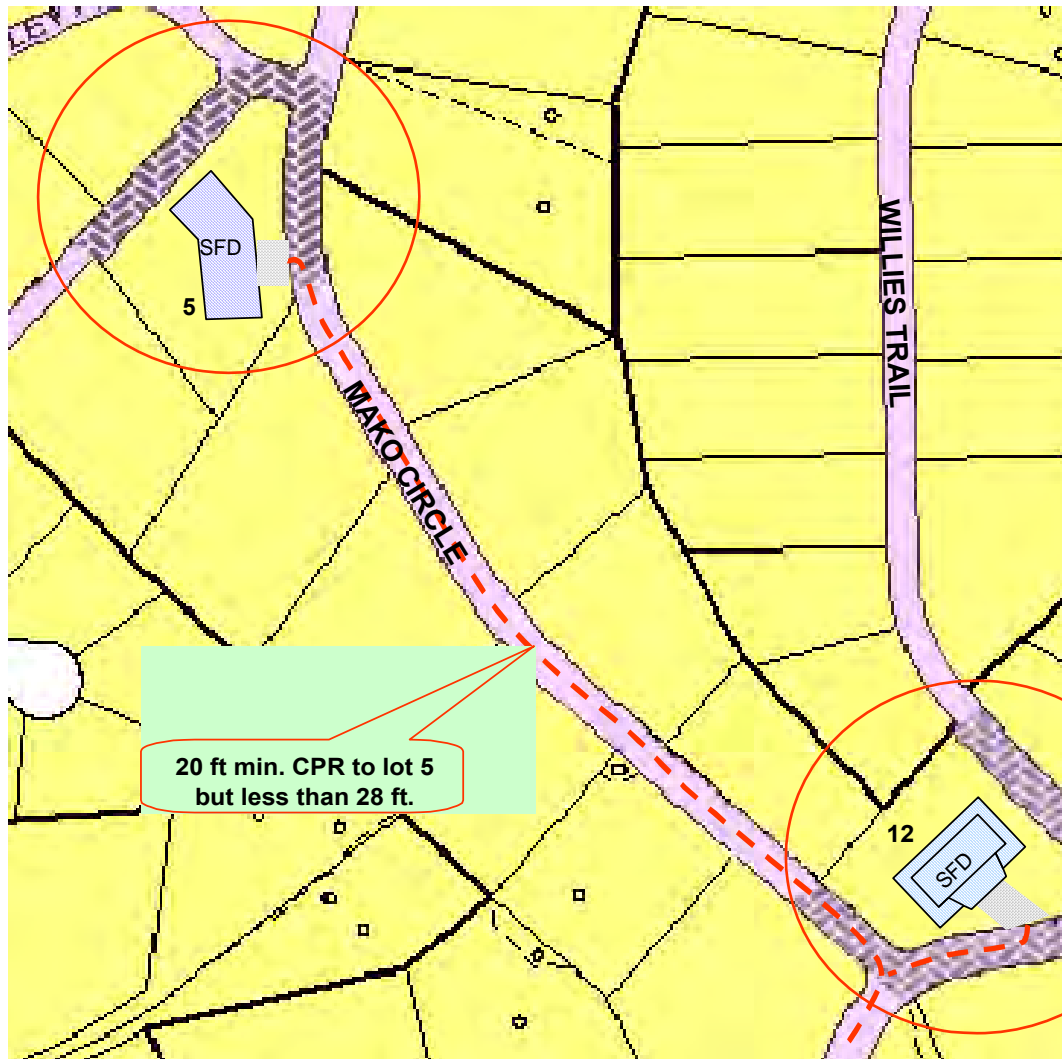 SFD
5
WILLIES TRAIL
MAKO CIRCLE
20 ft min. CPR to lot 5
but less than 28 ft.
12
SFD